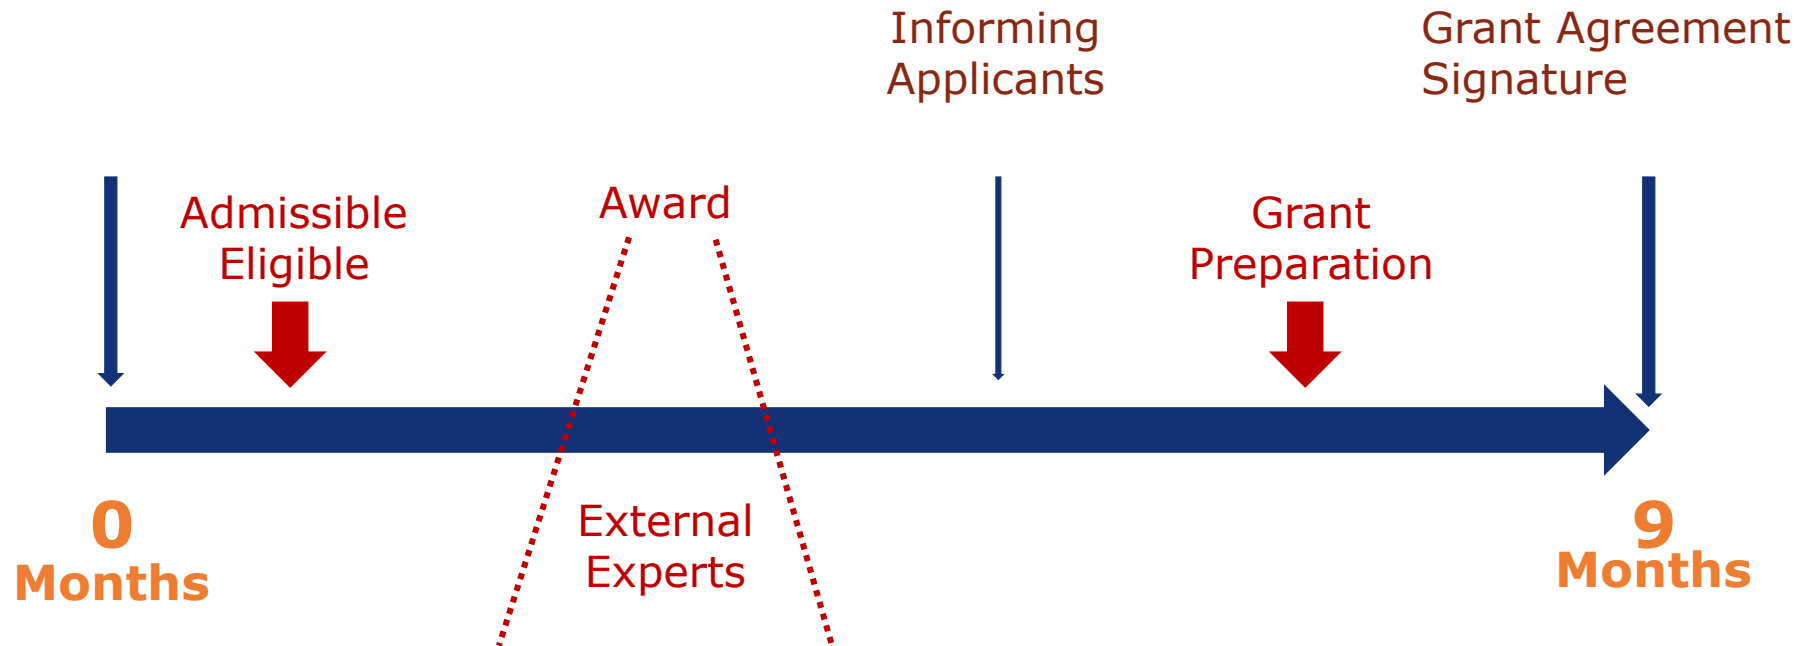 Informing
Applicants
Grant Agreement
Signature
Admissible
Eligible
Award
Grant
Preparation
External
Experts
0
Months
9
Months